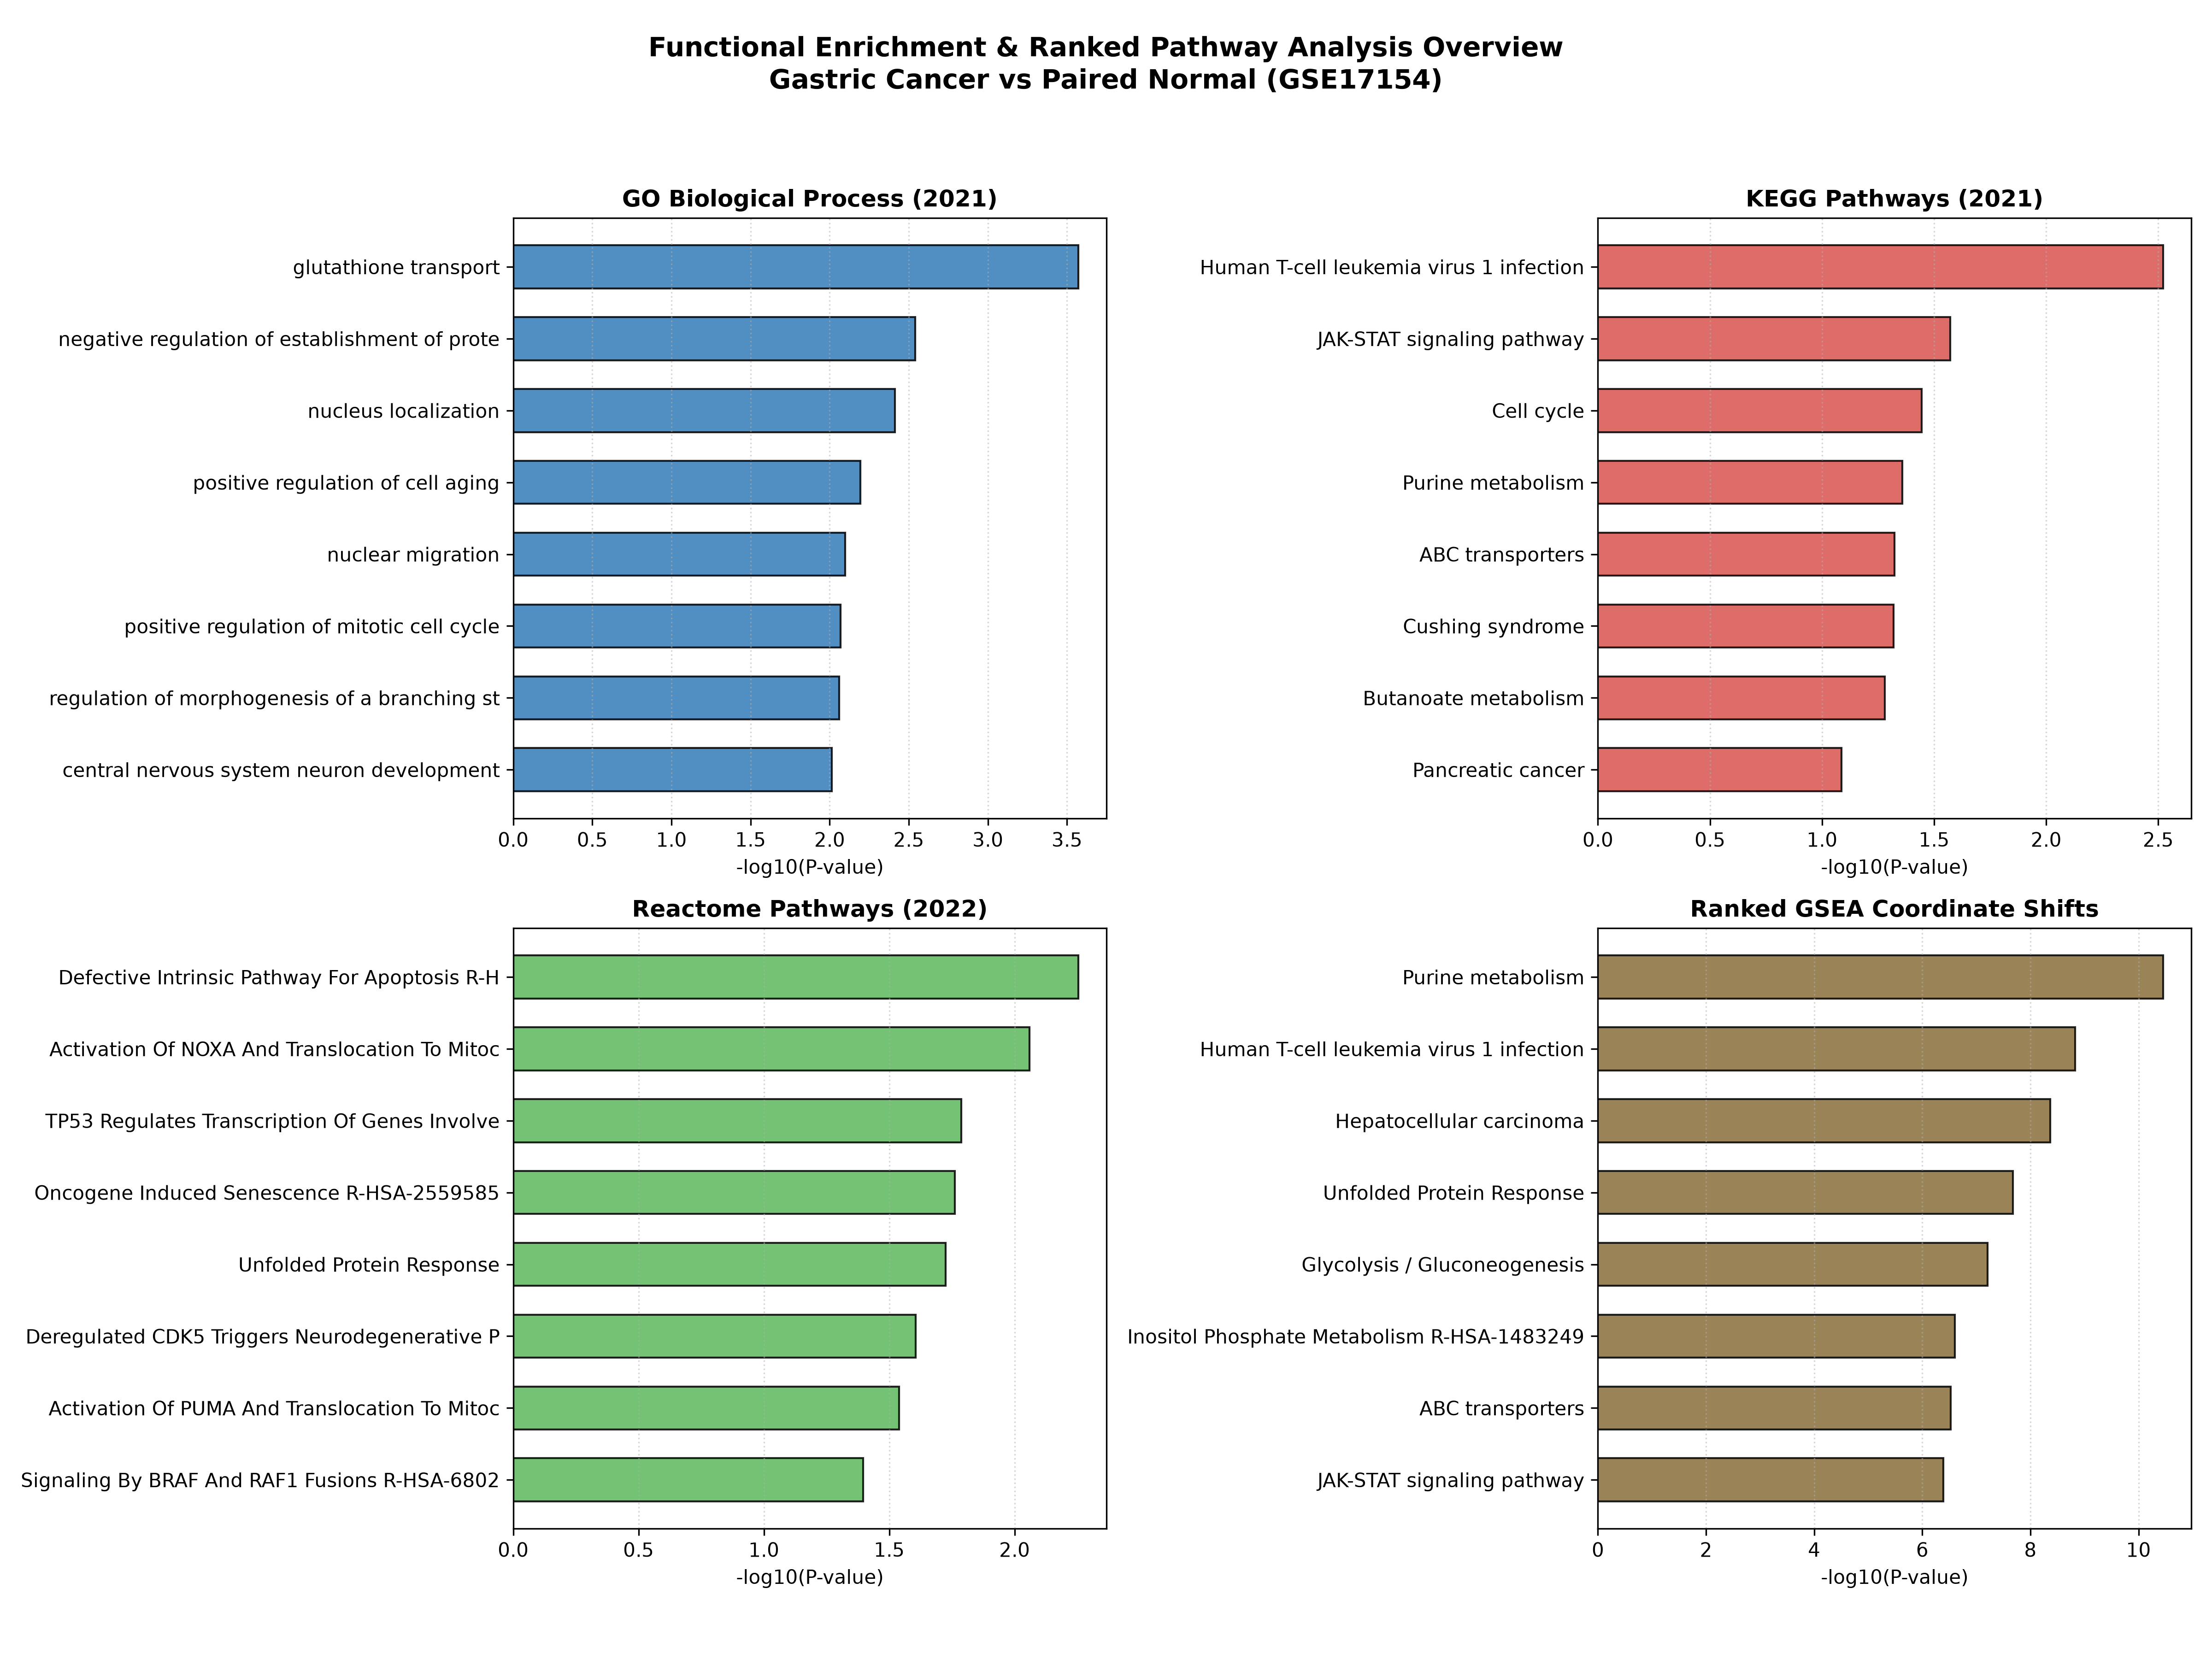 Functional Enrichment & Ranked Pathway Analysis Overview
Gastric Cancer vs Paired Normal (GSE17154)
GO Biological Process (2021)
glutathione transport
negative regulation of establishment of prote
nucleus localization
positive regulation of cell aging
nuclear migration
positive regulation of mitotic cell cycle
regulation of morphogenesis of a branching st
central nervous system neuron development
0.0 0.5 1.0 1.5 2.0 2.5 3.0 3.5
-log10(P-value)
KEGG Pathways (2021)
Human T-cell leukemia virus 1 infection
JAK-STAT signaling pathway
Cell cycle
Purine metabolism
ABC transporters
Cushing syndrome
Butanoate metabolism
Pancreatic cancer
0.0 0.5 1.0 1.5 2.0 2.5
-log10(P-value)
Reactome Pathways (2022)
Defective Intrinsic Pathway For Apoptosis R-H
Activation Of NOXA And Translocation To Mitoc
TP53 Regulates Transcription Of Genes Involve
Oncogene Induced Senescence R-HSA-2559585
Unfolded Protein Response
Deregulated CDK5 Triggers Neurodegenerative P
Activation Of PUMA And Translocation To Mitoc
Signaling By BRAF And RAF1 Fusions R-HSA-6802
0.0 0.5 1.0 1.5 2.0
-log10(P-value)
Ranked GSEA Coordinate Shifts
Purine metabolism
Human T-cell leukemia virus 1 infection
Hepatocellular carcinoma
Unfolded Protein Response
Glycolysis / Gluconeogenesis
Inositol Phosphate Metabolism R-HSA-1483249
ABC transporters
JAK-STAT signaling pathway
0 2 4 6 8 10
-log10(P-value)